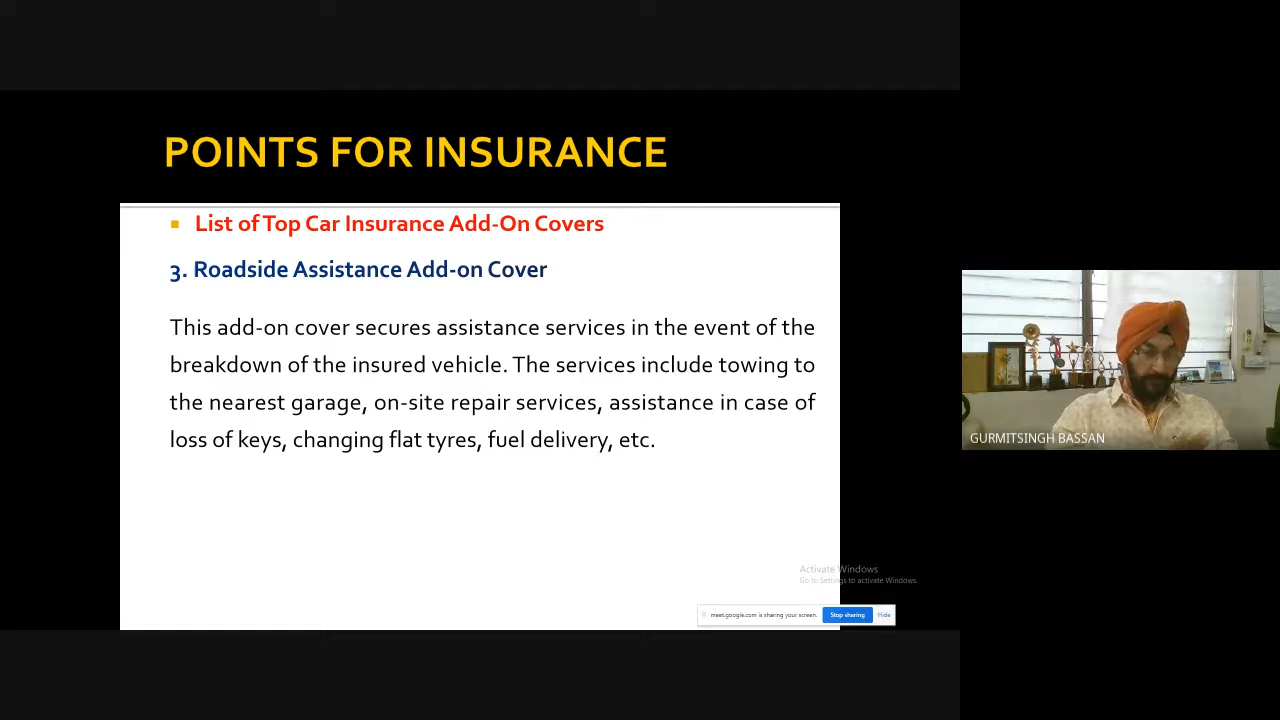 POINTS FOR INSURANCE
List of Top Car Insurance Add-On Covers
3. Roadside Assistance Add-on Cover
This add-on cover secures assistance services in the event of the
breakdown of the insured vehicle. The services include towing to
the nearest garage, on-site repair services, assistance in case of
loss of keys, changing flat tyres, fuel delivery, etc.
GURMITSINGH BASSAN
Activate Windows
Go to Settings to activate Windows.
meet.google.com is sharing your screen.
Stop sharing
Hide